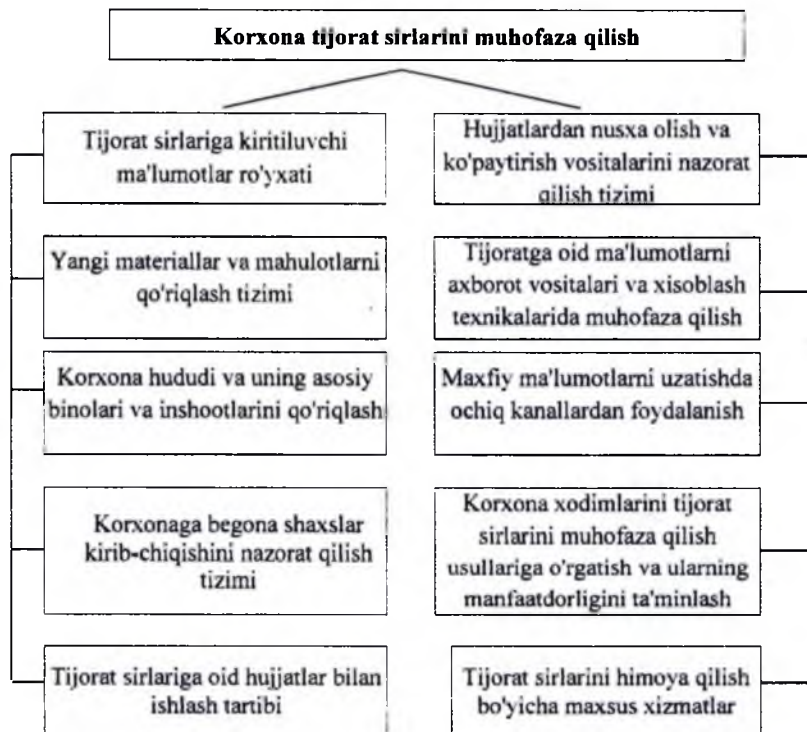 Korxona tijorat sirlarini muhofaza qilish
Tijorat sirlariga kiritiluvchi
ma'lumotlar ro'yxati
Yangi materiallar va mahulotlarni
qo'riqlash tizimi
Korxona hududi va uning asosiy
binolari va inshootlarini qo'riqlash
Korxonaga begona shaxslar
kirib-chiqishini nazorat qilish
tizimi
Tijorat sirlariga oid hujjatlar bilan
ishlash tartibi
Hujjatlardan nusxa olish va
ko'paytirish vositalarini nazorat
qilish tizimi
Tijoratga oid ma'lumotlarni
axborot vositalari va xisoblash
texnikalarida muhofaza qilish
Maxfiy ma'lumotlarni uzatishda
ochiq kanallardan foydalanish
Korxona xodimlarini tijorat
sirlarini muhofaza qilish
usullariga o'rgatish va ularning
manfaatdorligini ta'minlash
Tijorat sirlarini himoya qilish
bo'yicha maxsus xizmatlar